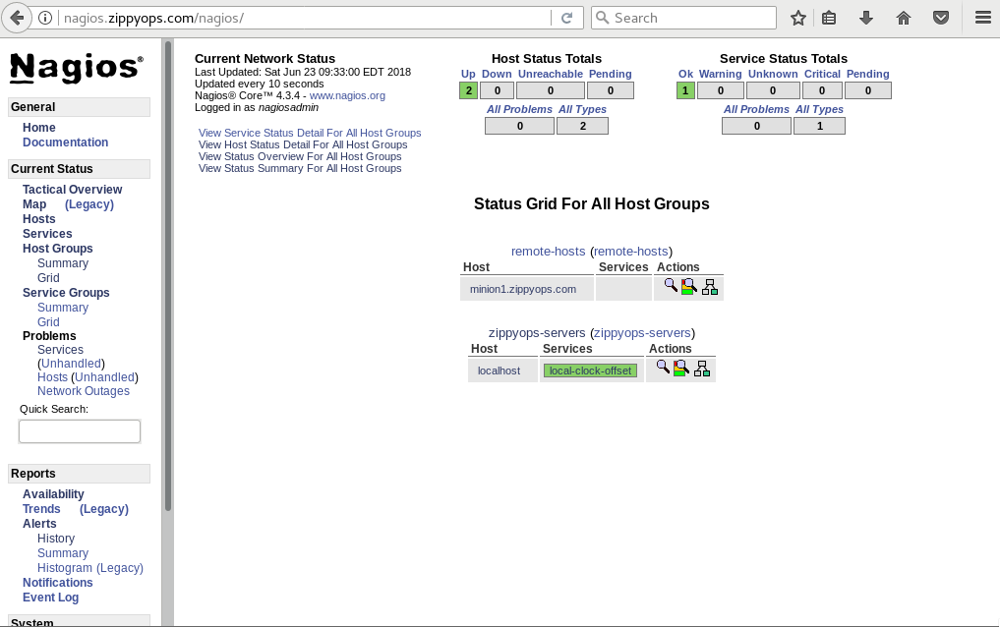 nagios.zippyops.com/nagios/
Search
Nagios®
General
Home
Documentation
Current Status
Tactical Overview
Map (Legacy)
Hosts
Services
Host Groups
Summary
Grid
Service Groups
Summary
Grid
Problems
Services
(Unhandled)
Hosts (Unhandled)
Network Outages
Quick Search:
Reports
Availability
Trends (Legacy)
Alerts
History
Summary
Histogram (Legacy)
Notifications
Event Log
System
Current Network Status
Last Updated: Sat Jun 23 09:33:00 EDT 2018
Updated every 10 seconds
Nagios® Core™ 4.3.4 - www.nagios.org
Logged in as nagiosadmin
View Service Status Detail For All Host Groups
View Host Status Detail For All Host Groups
View Status Overview For All Host Groups
View Status Summary For All Host Groups
Host Status Totals
Up Down Unreachable Pending
2 0 0 0
All Problems All Types
0 2
Service Status Totals
Ok Warning Unknown Critical Pending
1 0 0 0 0
All Problems All Types
0 1
Status Grid For All Host Groups
remote-hosts (remote-hosts)
Host Services Actions
minion1.zippyops.com
zippyops-servers (zippyops-servers)
Host Services Actions
localhost local-clock-offset